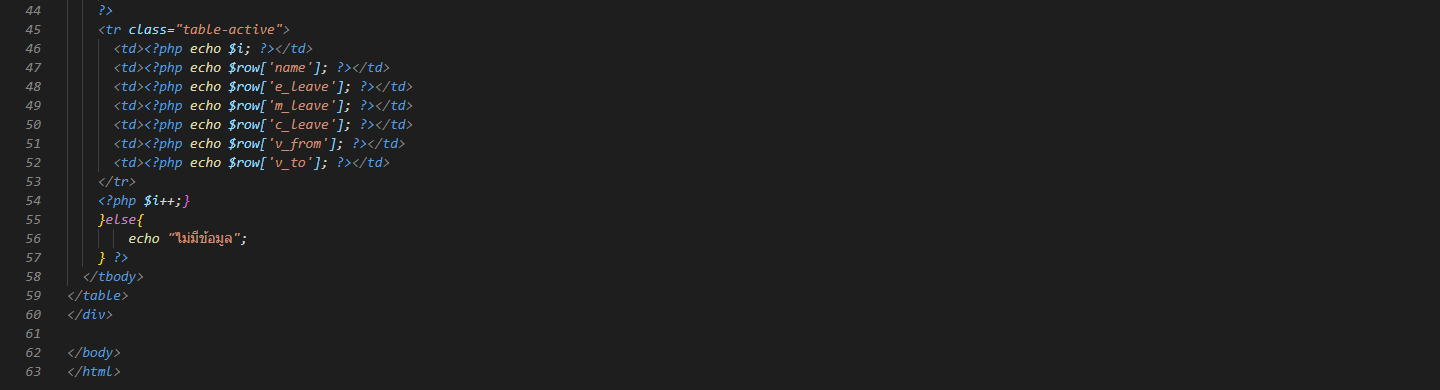 44 ?>
45 <tr class="table-active">
46 <td><?php echo $i; ?></td>
47 <td><?php echo $row['name']; ?></td>
48 <td><?php echo $row['e_leave']; ?></td>
49 <td><?php echo $row['m_leave']; ?></td>
50 <td><?php echo $row['c_leave']; ?></td>
51 <td><?php echo $row['v_from']; ?></td>
52 <td><?php echo $row['v_to']; ?></td>
53 </tr>
54 <?php $i++;}
55 }else{
56 echo "ไม่มีข้อมูล";
57 } ?>
58 </tbody>
59 </table>
60 </div>
61
62 </body>
63 </html>